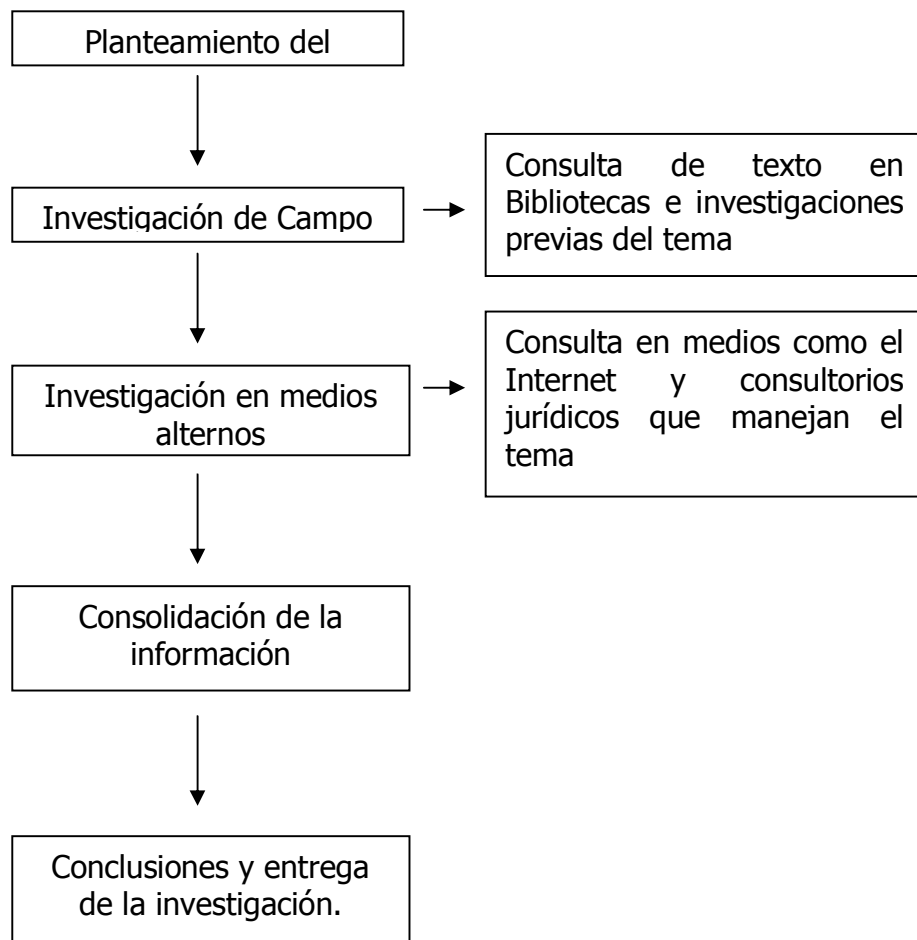 Planteamiento del
Investigación de Campo
Consulta de texto en
Bibliotecas e investigaciones
previas del tema
Investigación en medios
alternos
Consulta en medios como el
Internet y consultorios
jurídicos que manejan el
tema
Consolidación de la
información
Conclusiones y entrega
de la investigación.